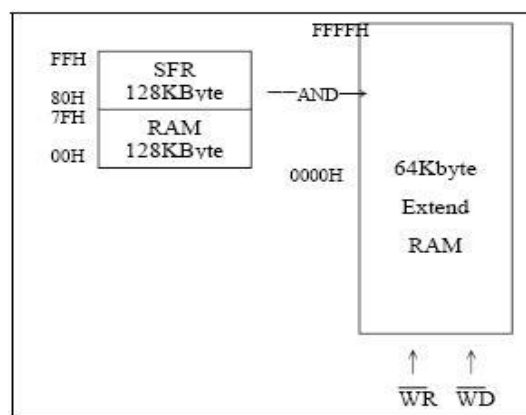 FFFFH
FFH
SFR
128KByte
80H
7FH
RAM
128KByte
00H
AND
0000H
64Kbyte
Extend
RAM
WR WD